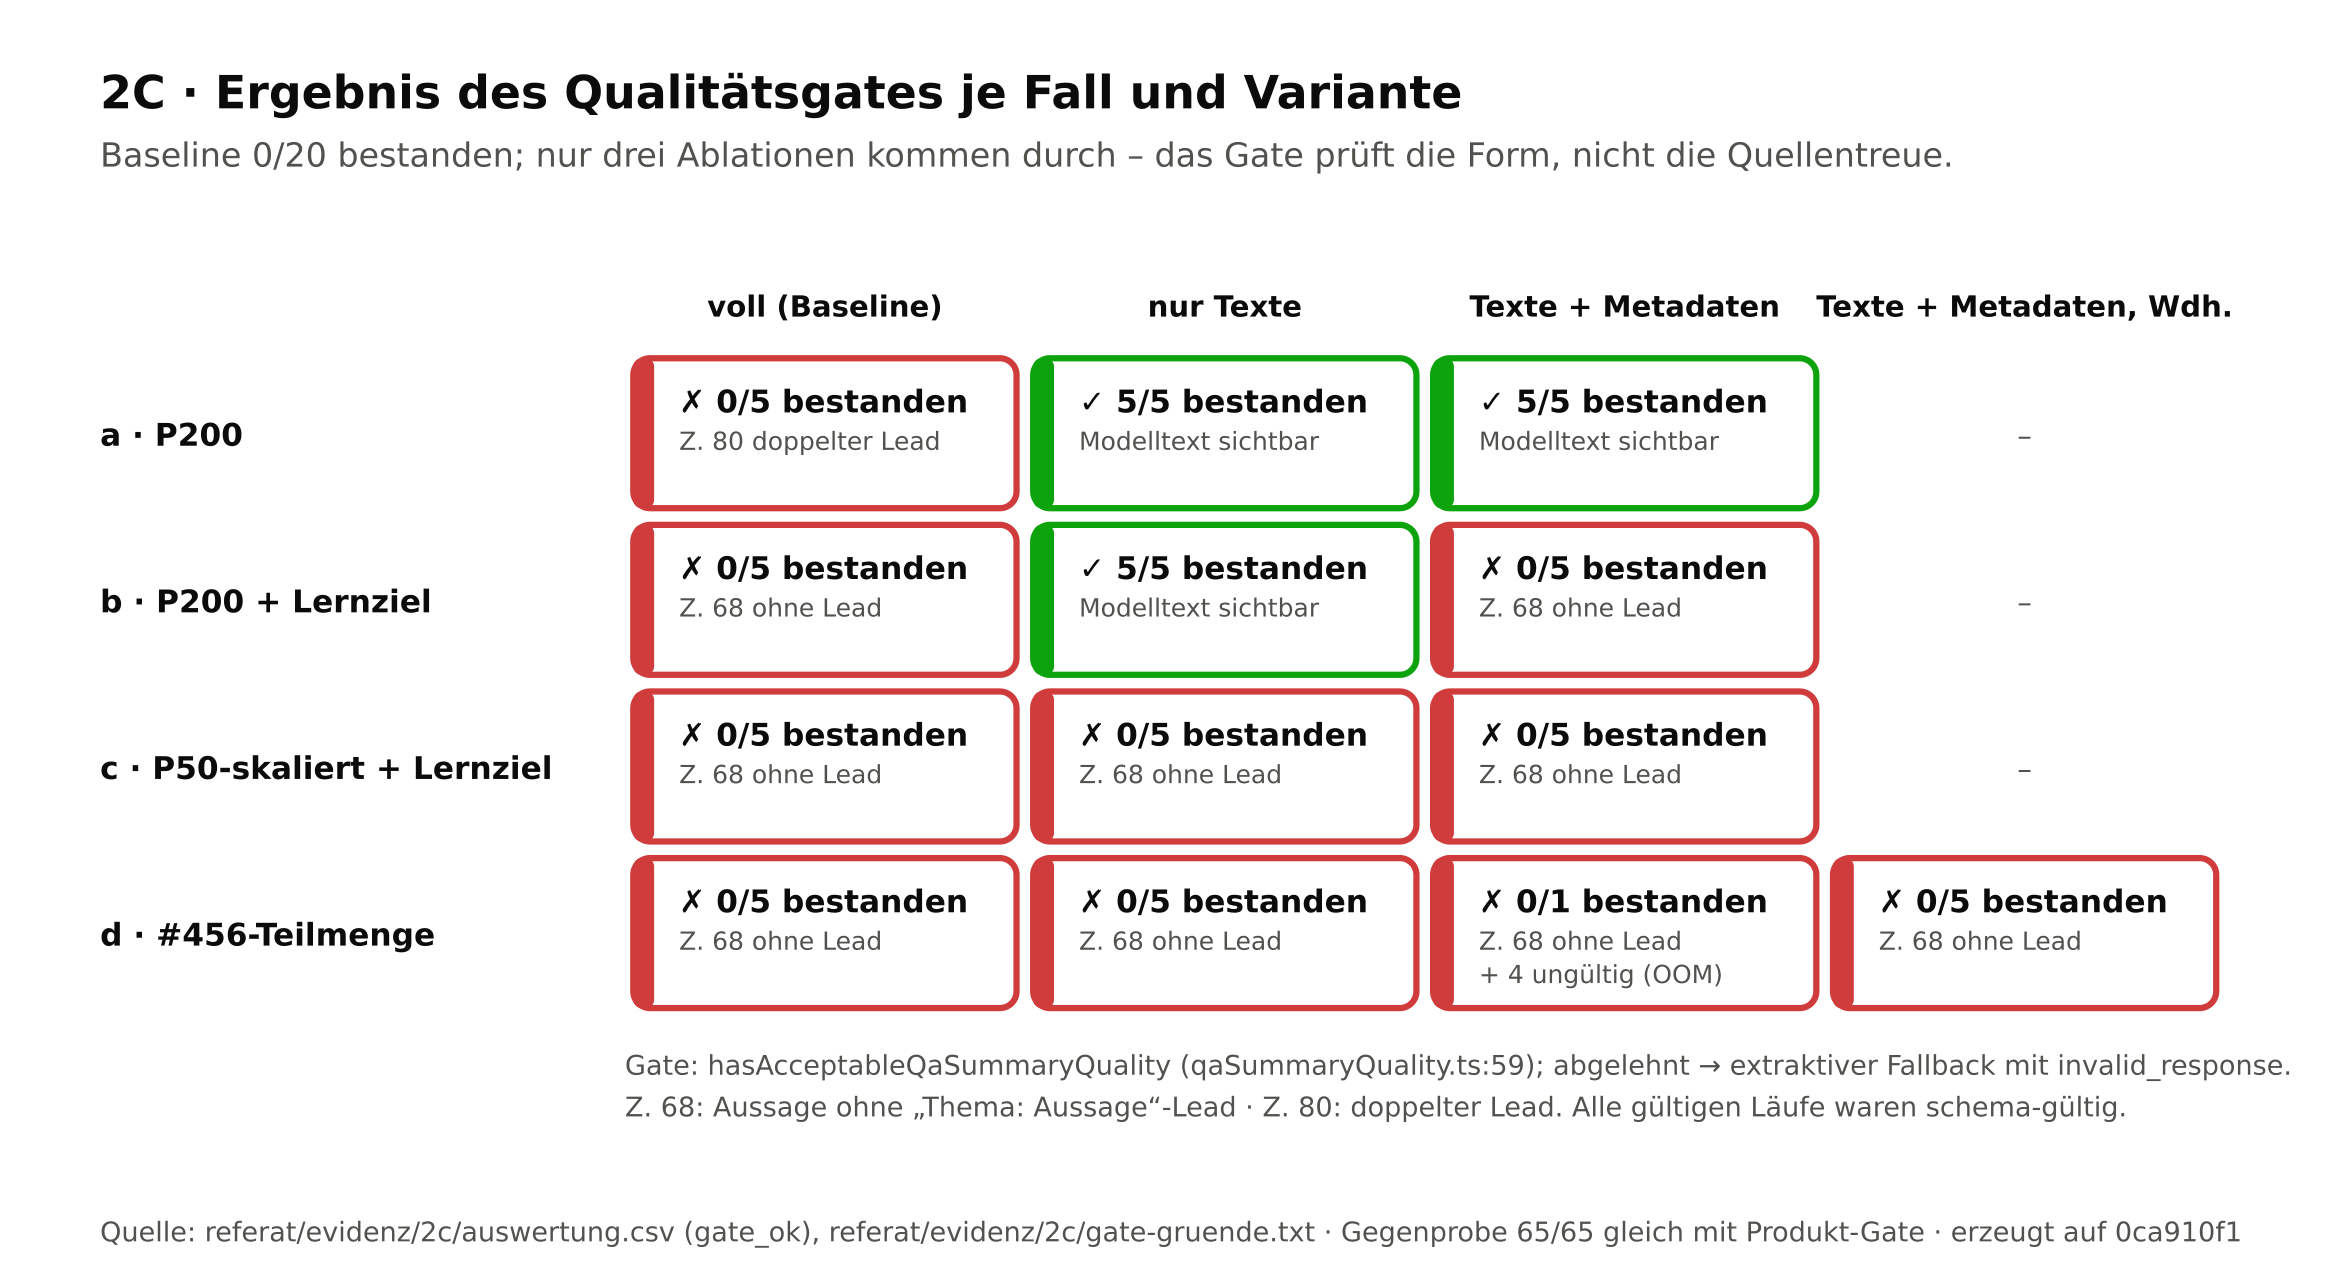 2C · Ergebnis des Qualitätsgates je Fall und Variante
Baseline 0/20 bestanden; nur drei Ablationen kommen durch – das Gate prüft die Form, nicht die Quellentreue.
voll (Baseline) nur Texte Texte + Metadaten Texte + Metadaten, Wdh.
a · P200
✗ 0/5 bestanden
Z. 80 doppelter Lead
✓ 5/5 bestanden
Modelltext sichtbar
✓ 5/5 bestanden
Modelltext sichtbar
–
b · P200 + Lernziel
✗ 0/5 bestanden
Z. 68 ohne Lead
✓ 5/5 bestanden
Modelltext sichtbar
✗ 0/5 bestanden
Z. 68 ohne Lead
–
c · P50-skaliert + Lernziel
✗ 0/5 bestanden
Z. 68 ohne Lead
✗ 0/5 bestanden
Z. 68 ohne Lead
✗ 0/5 bestanden
Z. 68 ohne Lead
–
d · #456-Teilmenge
✗ 0/5 bestanden
Z. 68 ohne Lead
✗ 0/5 bestanden
Z. 68 ohne Lead
✗ 0/1 bestanden
Z. 68 ohne Lead
+ 4 ungültig (OOM)
✗ 0/5 bestanden
Z. 68 ohne Lead
Gate: hasAcceptableQaSummaryQuality (qaSummaryQuality.ts:59); abgelehnt → extraktiver Fallback mit invalid_response.
Z. 68: Aussage ohne „Thema: Aussage“-Lead · Z. 80: doppelter Lead. Alle gültigen Läufe waren schema-gültig.
Quelle: referat/evidenz/2c/auswertung.csv (gate_ok), referat/evidenz/2c/gate-gruende.txt · Gegenprobe 65/65 gleich mit Produkt-Gate · erzeugt auf 0ca910f1